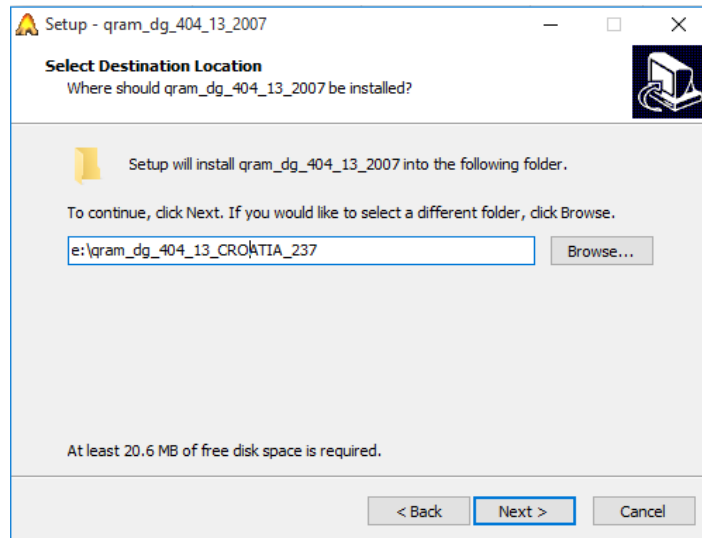 Setup - qram_dg_404_13_2007
Select Destination Location
Where should qram_dg_404_13_2007 be installed?
Setup will install qram_dg_404_13_2007 into the following folder.
To continue, click Next. If you would like to select a different folder, click Browse.
e:\qram_dg_404_13_CROATIA_237
Browse...
At least 20.6 MB of free disk space is required.
< Back
Next >
Cancel